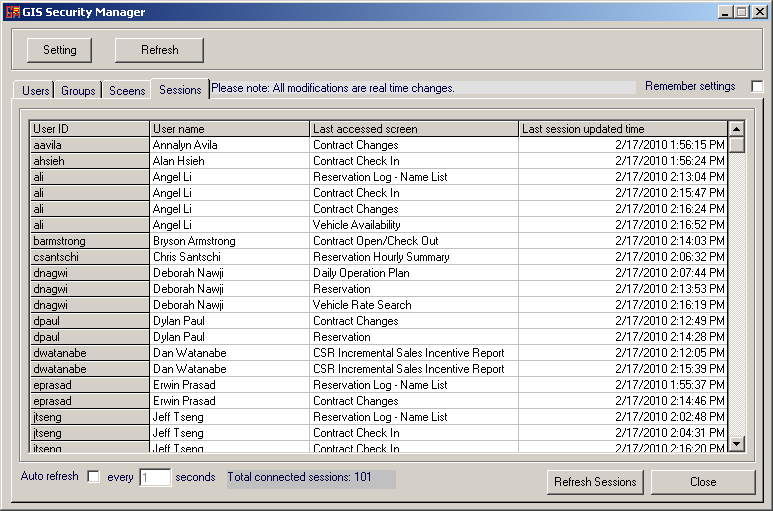 GIS Security Manager
Setting Refresh
Users Groups Sceens Sessions Please note: All modifications are real time changes. Remember settings
User ID User name Last accessed screen Last session updated time
aavila Annalyn Avila Contract Changes 2/17/2010 1:56:15 PM
ahsieh Alan Hsieh Contract Check In 2/17/2010 1:56:24 PM
ali Angel Li Reservation Log - Name List 2/17/2010 2:13:04 PM
ali Angel Li Contract Check In 2/17/2010 2:15:47 PM
ali Angel Li Contract Changes 2/17/2010 2:16:24 PM
ali Angel Li Vehicle Availability 2/17/2010 2:16:52 PM
barmstrong Bryson Armstrong Contract Open/Check Out 2/17/2010 2:14:03 PM
csantschi Chris Santschi Reservation Hourly Summary 2/17/2010 2:06:32 PM
dnagwi Deborah Nawji Daily Operation Plan 2/17/2010 2:07:44 PM
dnagwi Deborah Nawji Reservation 2/17/2010 2:13:53 PM
dnagwi Deborah Nawji Vehicle Rate Search 2/17/2010 2:16:19 PM
dpaul Dylan Paul Contract Changes 2/17/2010 2:12:49 PM
dpaul Dylan Paul Reservation 2/17/2010 2:14:28 PM
dwatanabe Dan Watanabe CSR Incremental Sales Incentive Report 2/17/2010 2:12:05 PM
dwatanabe Dan Watanabe CSR Incremental Sales Incentive Report 2/17/2010 2:15:39 PM
eprasad Erwin Prasad Reservation Log - Name List 2/17/2010 1:55:37 PM
eprasad Erwin Prasad Contract Changes 2/17/2010 2:14:46 PM
jtseng Jeff Tseng Reservation Log - Name List 2/17/2010 2:02:48 PM
jtseng Jeff Tseng Contract Check In 2/17/2010 2:04:31 PM
jtseng Jeff Tseng Contract Check In 2/17/2010 2:16:20 PM
Auto refresh every 1 seconds Total connected sessions: 101 Refresh Sessions Close